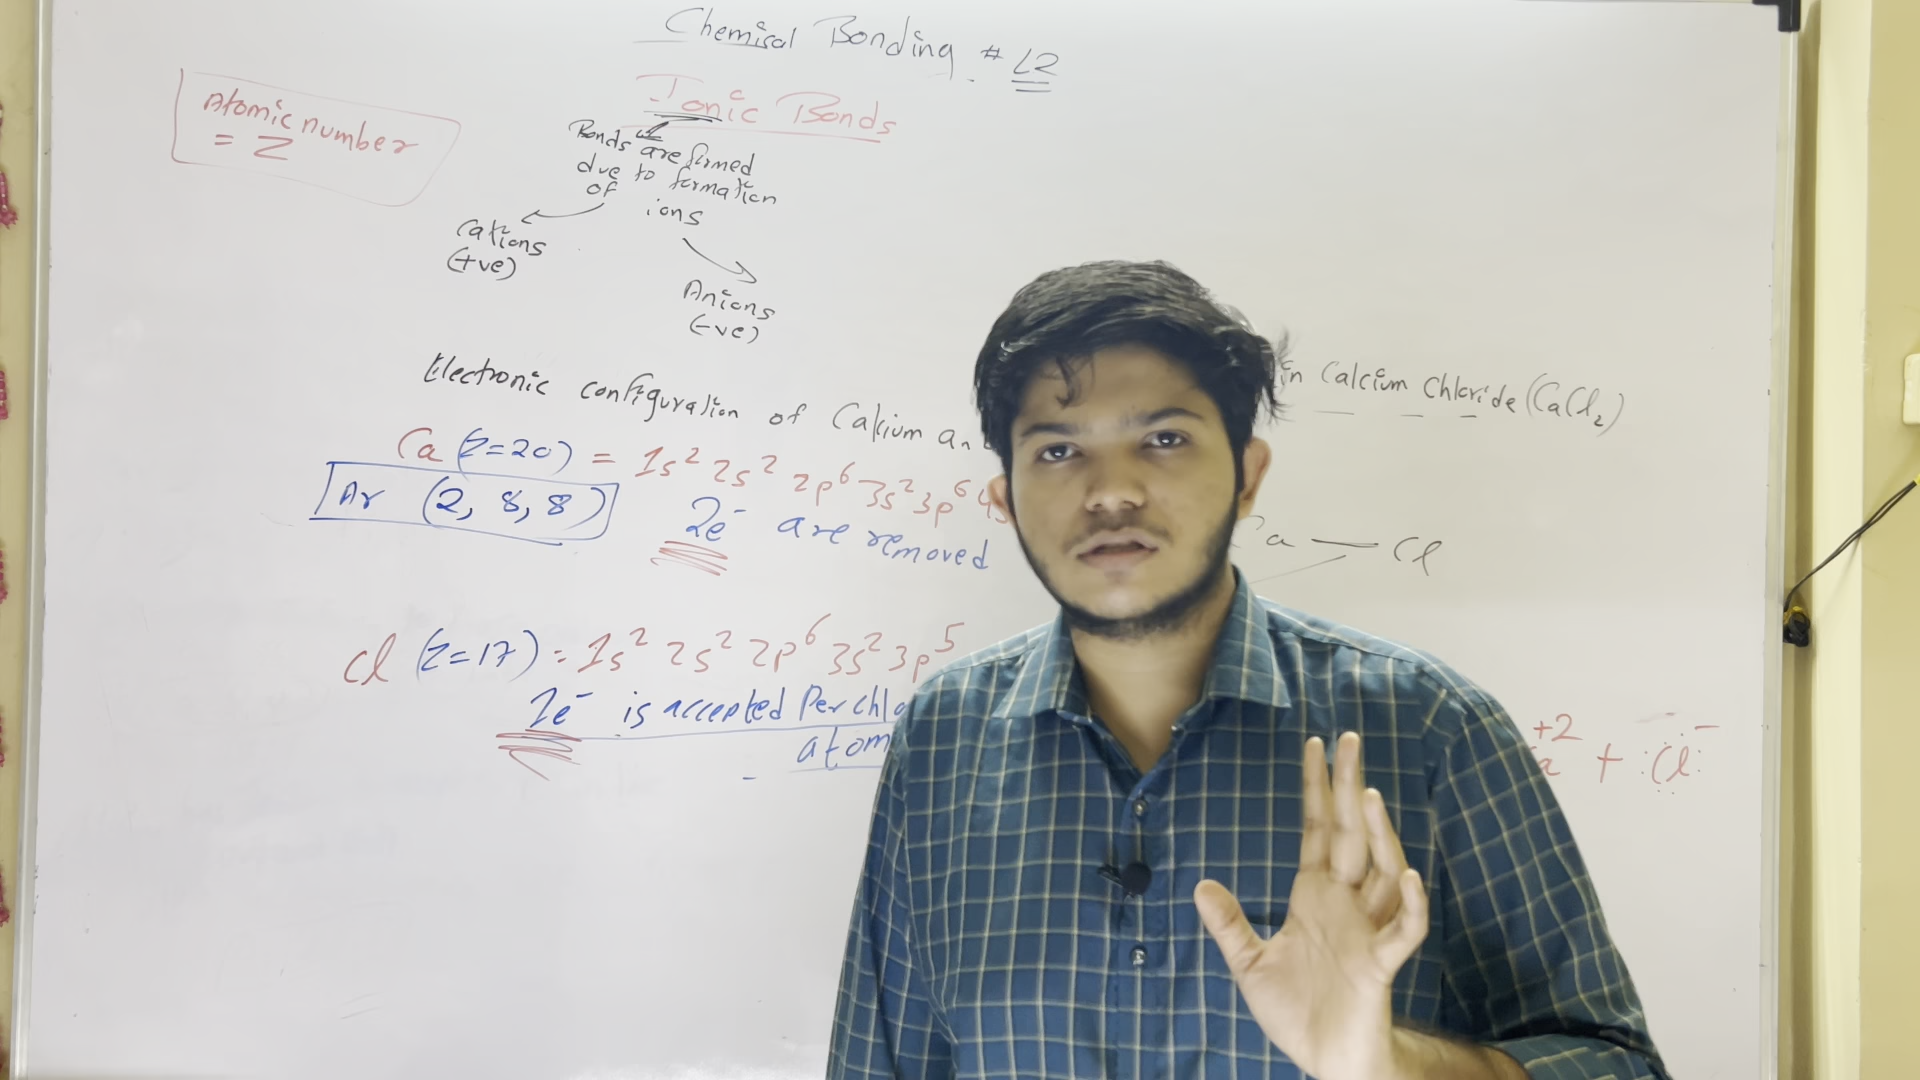 Chemical Bonding # L2
Ionic Bonds
Atomic number
= Z
Bonds are formed
due to formation
of ions
Cations
(+ve)
Anions
(-ve)
Electronic configuration of Calcium an
in Calcium Chloride (CaCl₂)
Ca (Z=20) = 1s² 2s² 2p⁶ 3s² 3p⁶ 4s
Ar (2, 8, 8)
2e⁻ are removed
Ca — Cl
Cl (Z=17) = 1s² 2s² 2p⁶ 3s² 3p⁵
1e⁻ is accepted Per chlo
atom
a⁺² + Cl⁻